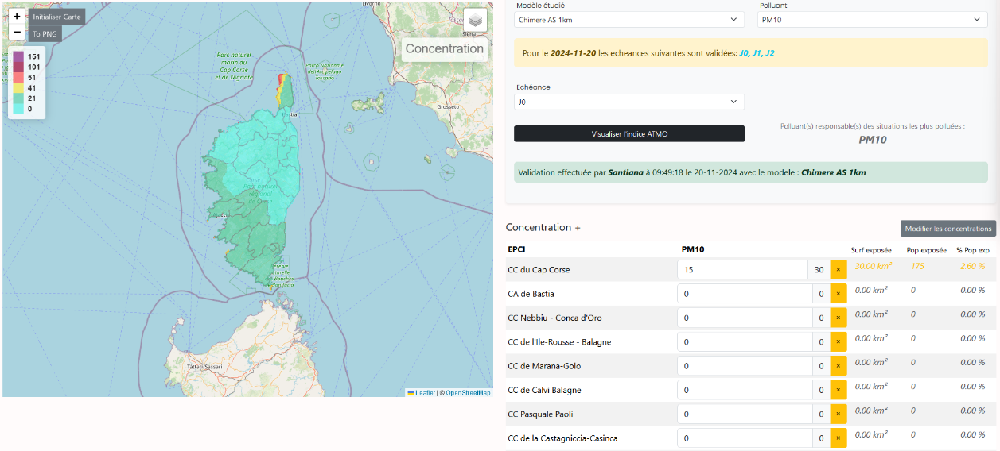 Livorno
+
Initialiser Carte
−
To PNG
Siena
Concentration
151
101
51
41
21
0
Parc naturel
marin du
Cap Corse
et de l'Agriate
Parco Nazionale
dell'Arcipelago
Toscano
Grosseto
Bastia
Parc naturel
régional
de Corse
Ajaccio
Réserve
naturelle
Bouches
Bonifacio
Tàttari/Sassari
Leaflet | © OpenStreetMap
Modèle étudié
Polluant
Chimere AS 1km
PM10
Pour le 2024-11-20 les echeances suivantes sont validées: J0, J1, J2
Echéance
J0
Visualiser l'indice ATMO
Polluant(s) responsable(s) des situations les plus polluées :
PM10
Validation effectuée par Santiana à 09:49:18 le 20-11-2024 avec le modele : Chimere AS 1km
Concentration +
Modifier les concentrations
EPCI PM10 Surf exposée Pop exposée % Pop exp
CC du Cap Corse 15 30 × 30.00 km² 175 2.60 %
CA de Bastia 0 0 × 0.00 km² 0 0.00 %
CC Nebbiu - Conca d'Oro 0 0 × 0.00 km² 0 0.00 %
CC de l'Ile-Rousse - Balagne 0 0 × 0.00 km² 0 0.00 %
CC de Marana-Golo 0 0 × 0.00 km² 0 0.00 %
CC de Calvi Balagne 0 0 × 0.00 km² 0 0.00 %
CC Pasquale Paoli 0 0 × 0.00 km² 0 0.00 %
CC de la Castagniccia-Casinca 0 0 × 0.00 km² 0 0.00 %